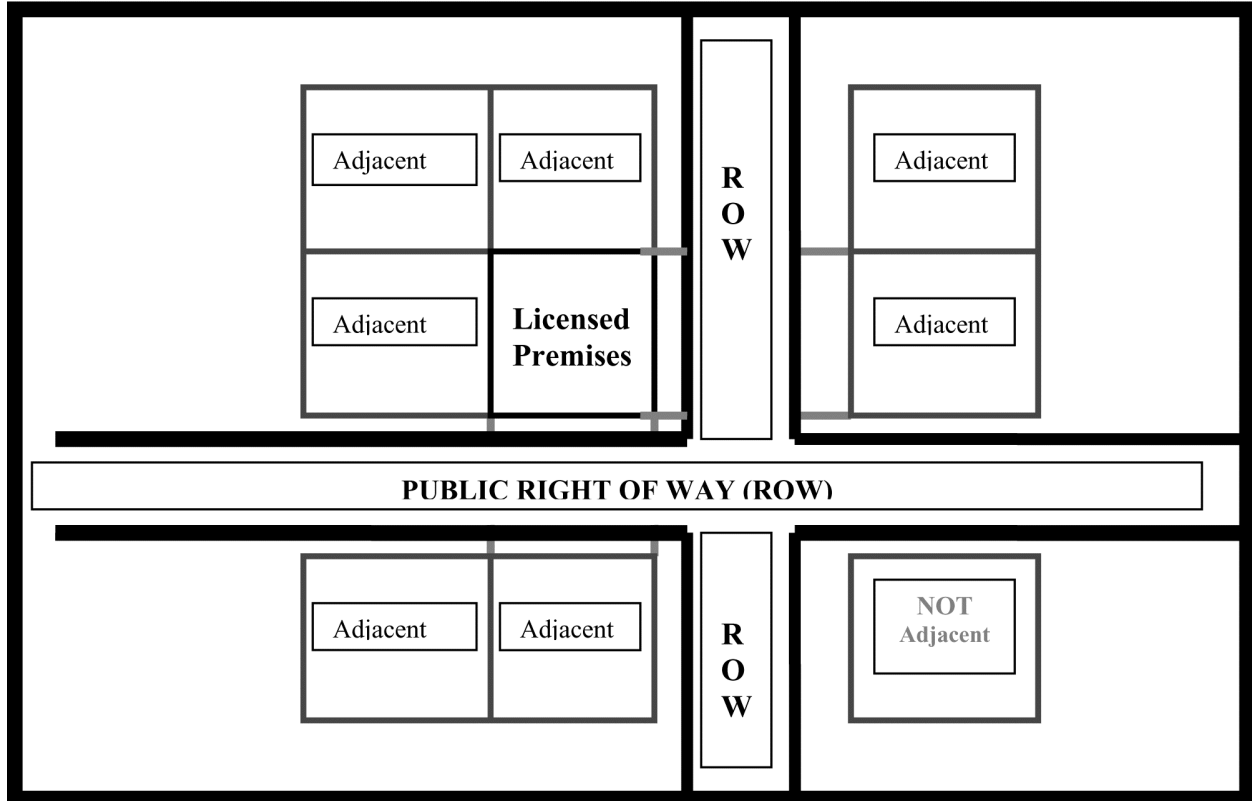 Adjacent
Adjacent
Adjacent
R
O
W
Adjacent
Licensed
Premises
Adjacent
PUBLIC RIGHT OF WAY (ROW)
Adjacent
Adjacent
R
O
W
NOT
Adjacent